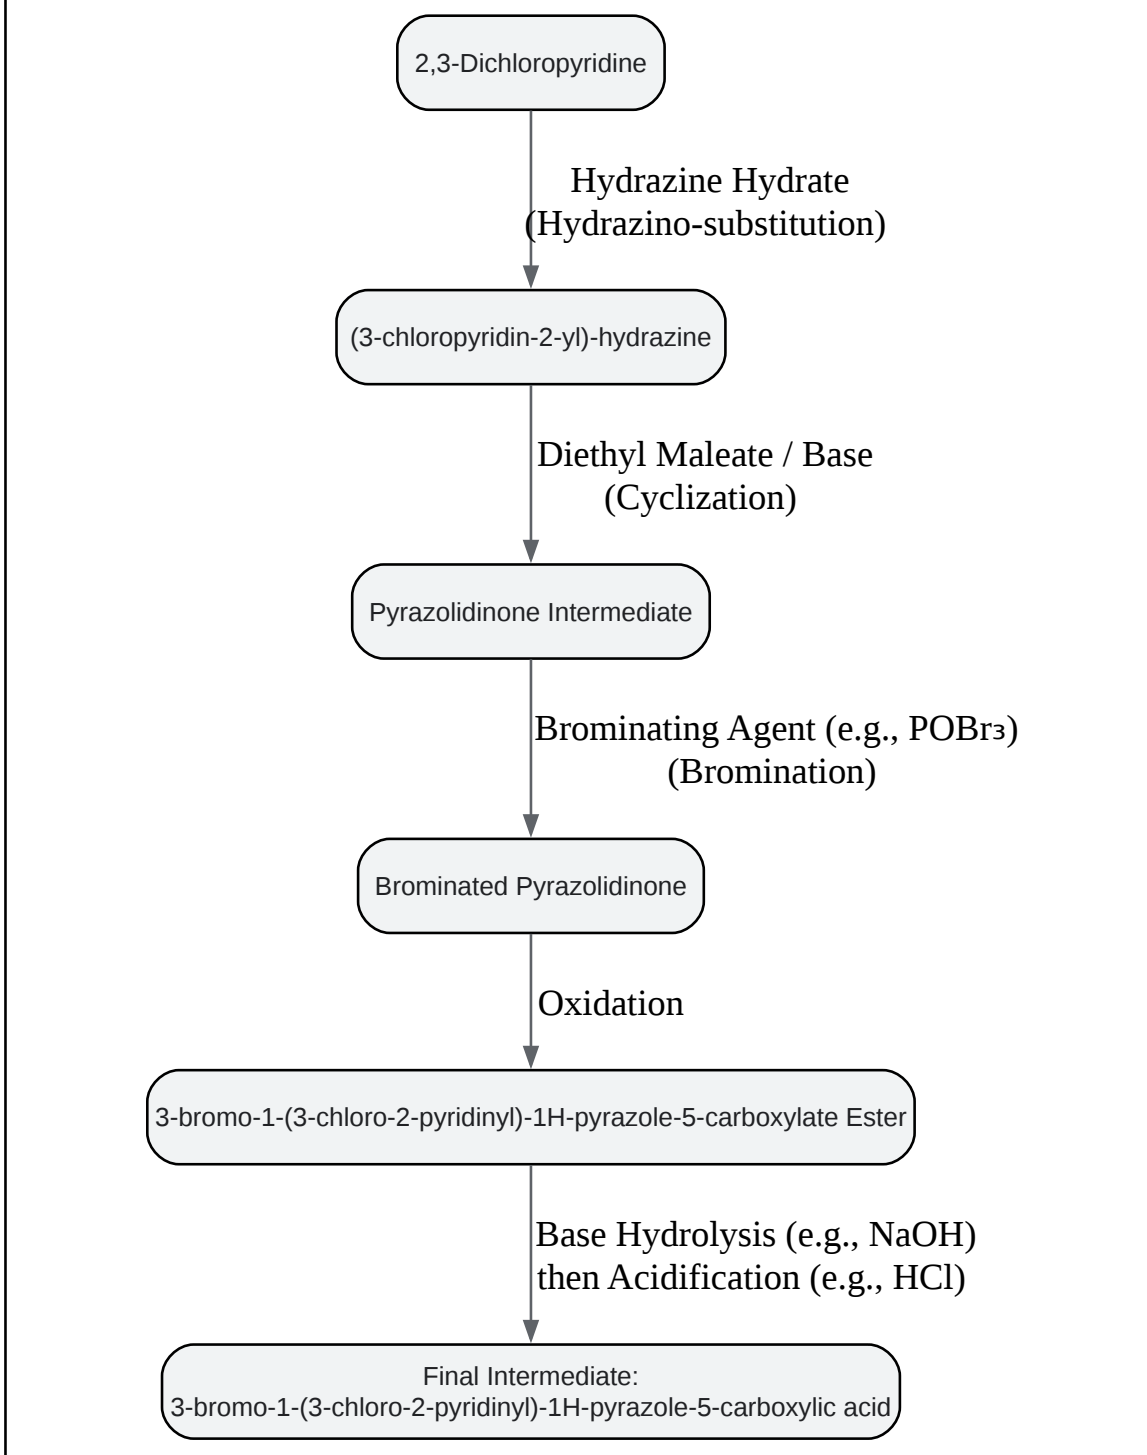 2,3-Dichloropyridine
Hydrazine Hydrate
(Hydrazino-substitution)
(3-chloropyridin-2-yl)-hydrazine
Diethyl Maleate / Base
(Cyclization)
Pyrazolidinone Intermediate
Brominating Agent (e.g., POBr₃)
(Bromination)
Brominated Pyrazolidinone
Oxidation
3-bromo-1-(3-chloro-2-pyridinyl)-1H-pyrazole-5-carboxylate Ester
Base Hydrolysis (e.g., NaOH)
then Acidification (e.g., HCl)
Final Intermediate:
3-bromo-1-(3-chloro-2-pyridinyl)-1H-pyrazole-5-carboxylic acid